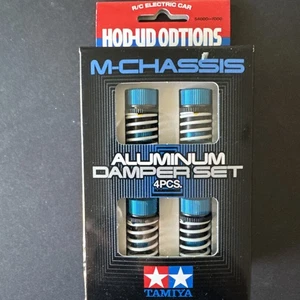 R/C ELECTRIC CAR
HOP-UP OPTIONS
M-CHASSIS
ALUMINUM
DAMPER SET
4PCS.
TAMIYA